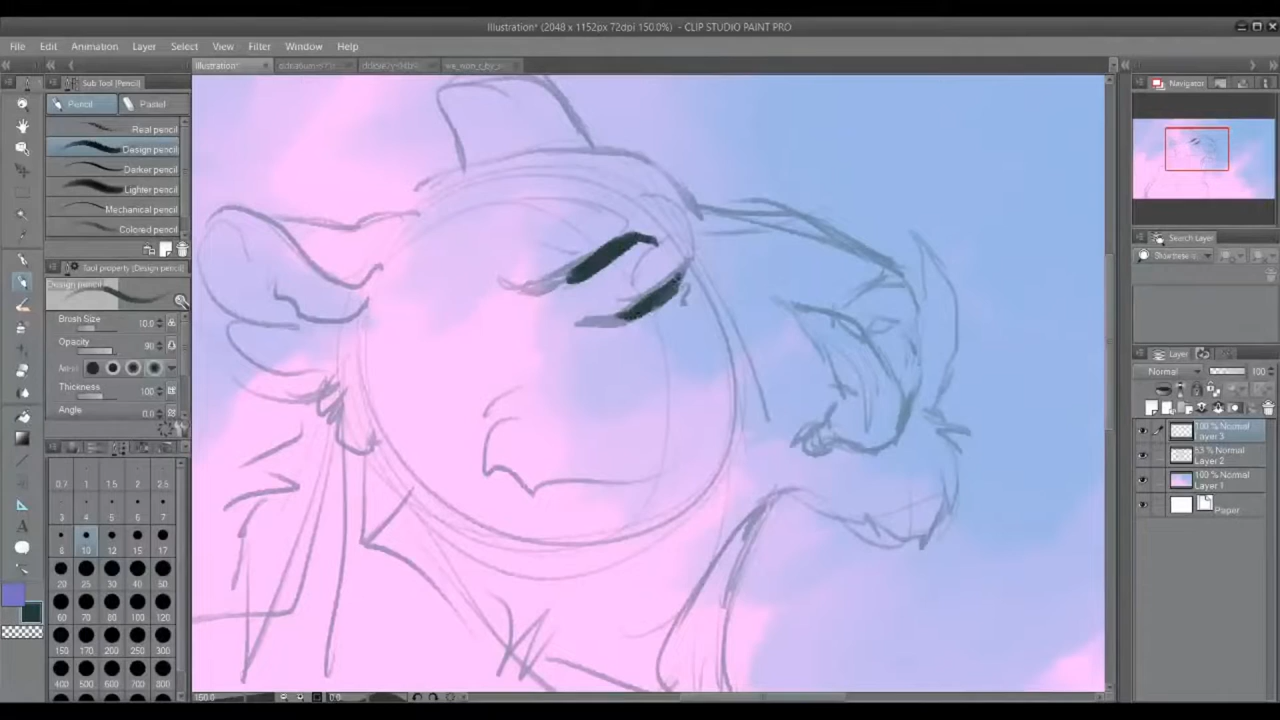 Illustration* (2048 x 1152px 72dpi 150.0%) - CLIP STUDIO PAINT PRO
File Edit Animation Layer Select View Filter Window Help
Illustration*
Sub Tool [Pencil]
Pencil Pastel
Real pencil
Design pencil
Darker pencil
Lighter pencil
Mechanical pencil
Colored pencil
Tool property [Design pencil]
Design pencil
Brush Size 10.0
Opacity 90
Thickness 100
Angle 0.0
0.7 1 1.5 2 2.5
3 4 5 6 7
8 10 12 15 17
20 25 30 40 50
60 70 80 100 120
150 170 200 250 300
400 500 600 700 800
150.0 0.0
Navigator
Search Layer
Layer
Normal 100
100 % Normal
Layer 3
53 % Normal
Layer 2
100 % Normal
Layer 1
Paper